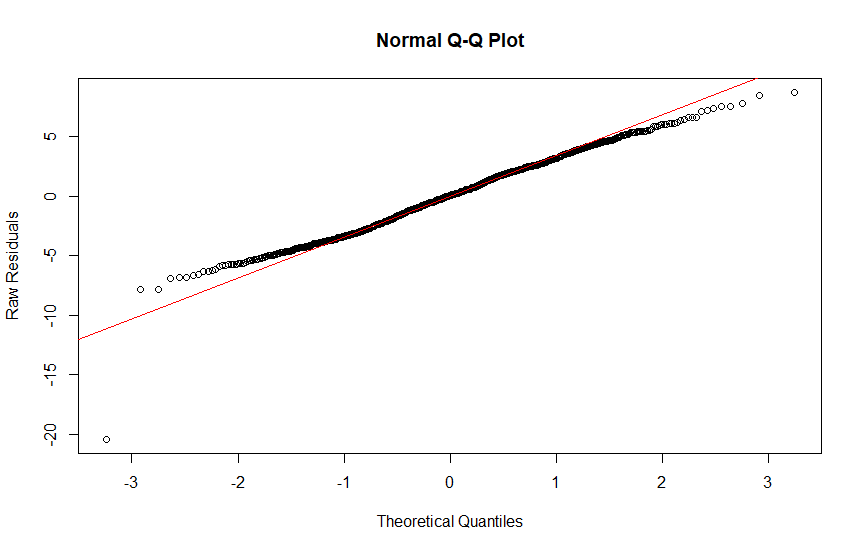 Normal Q-Q Plot
Raw Residuals
5
0
-5
-10
-15
-20
-3 -2 -1 0 1 2 3
Theoretical Quantiles